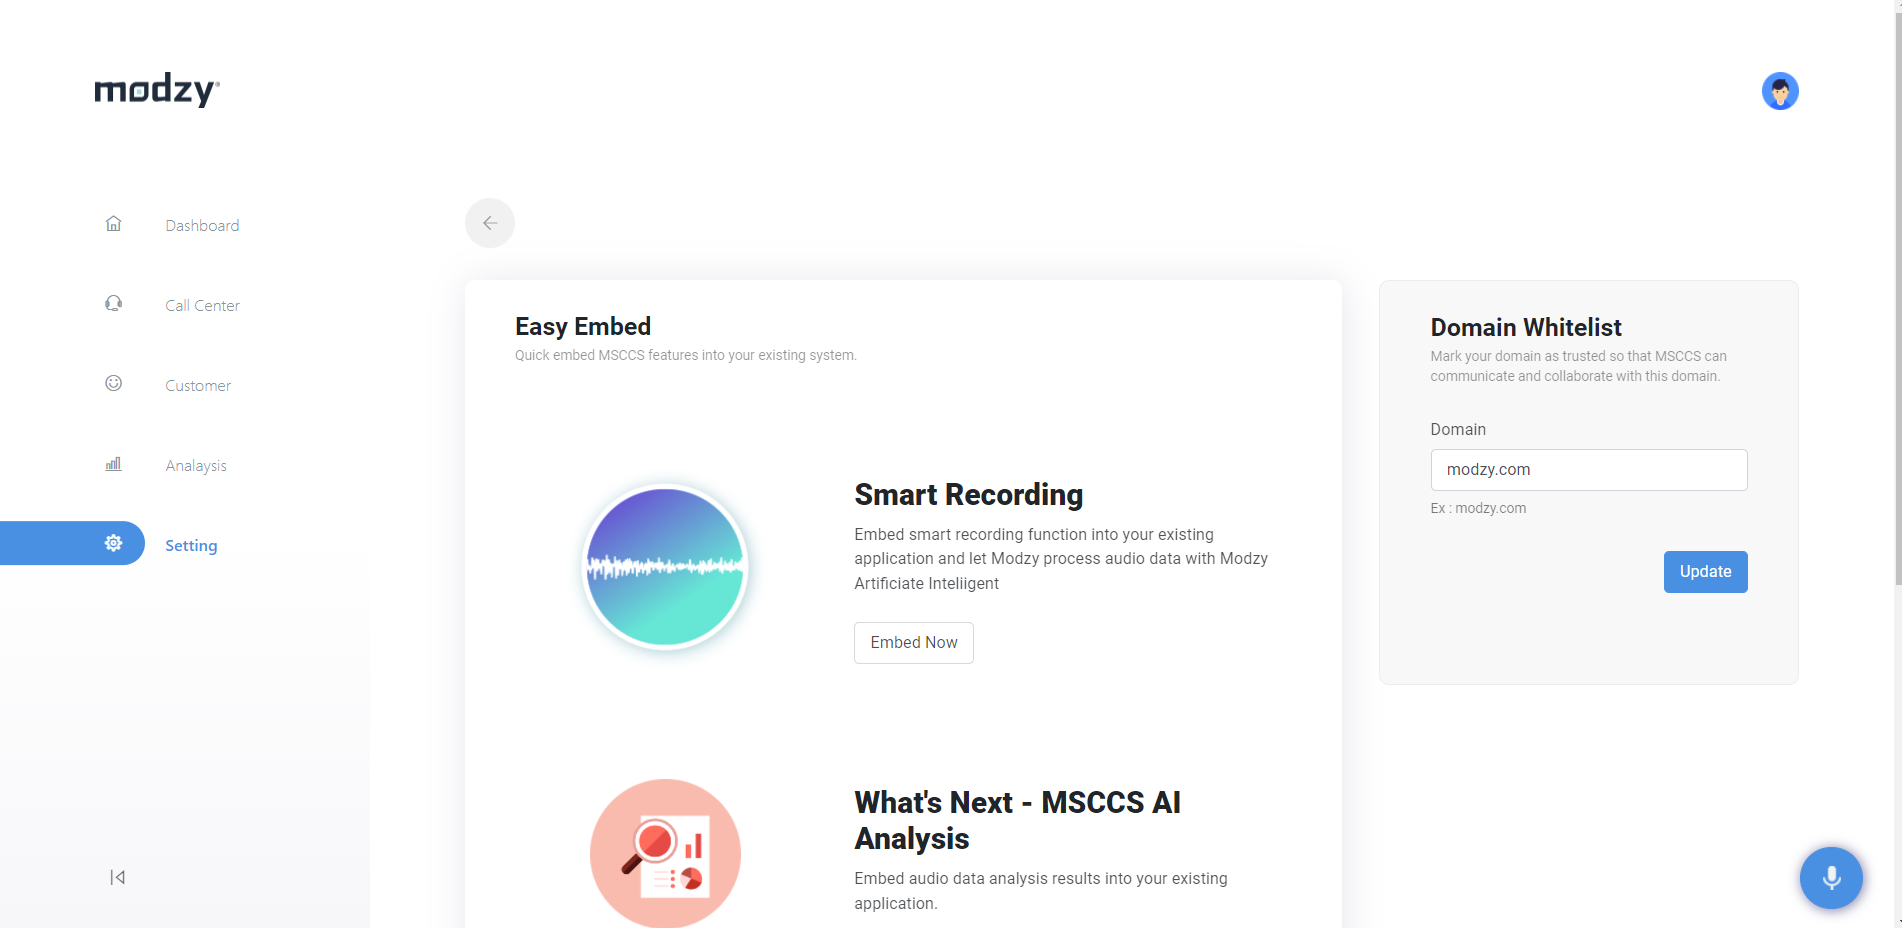 modzy
Dashboard
Call Center
Customer
Analaysis
Setting
Easy Embed
Quick embed MSCCS features into your existing system.
Smart Recording
Embed smart recording function into your existing
application and let Modzy process audio data with Modzy
Artificiate Inteliigent
Embed Now
What's Next - MSCCS AI
Analysis
Embed audio data analysis results into your existing
application.
Domain Whitelist
Mark your domain as trusted so that MSCCS can
communicate and collaborate with this domain.
Domain
modzy.com
Ex : modzy.com
Update